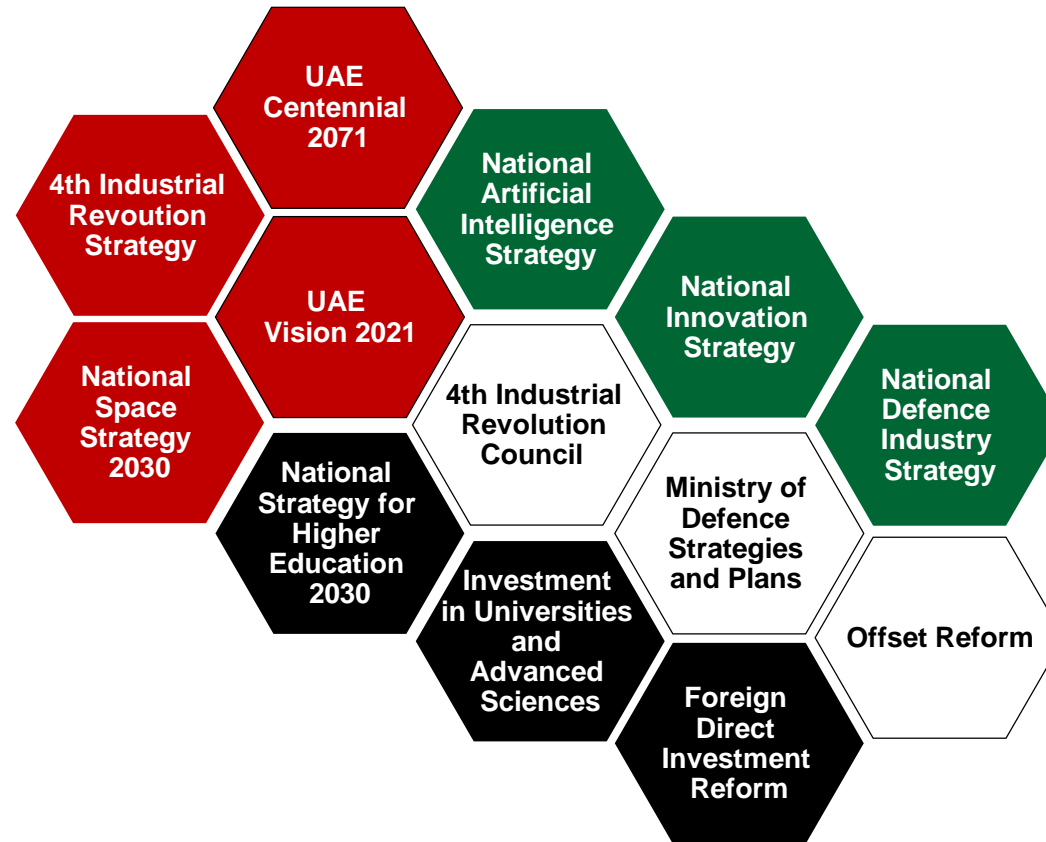 UAE
Centennial
2071
4th Industrial
Revoution
Strategy
National
Artificial
Intelligence
Strategy
UAE
Vision 2021
National
Innovation
Strategy
National
Space
Strategy
2030
4th Industrial
Revolution
Council
National
Defence
Industry
Strategy
National
Strategy for
Higher
Education
2030
Ministry of
Defence
Strategies
and Plans
Investment
in Universities
and
Advanced
Sciences
Offset Reform
Foreign
Direct
Investment
Reform